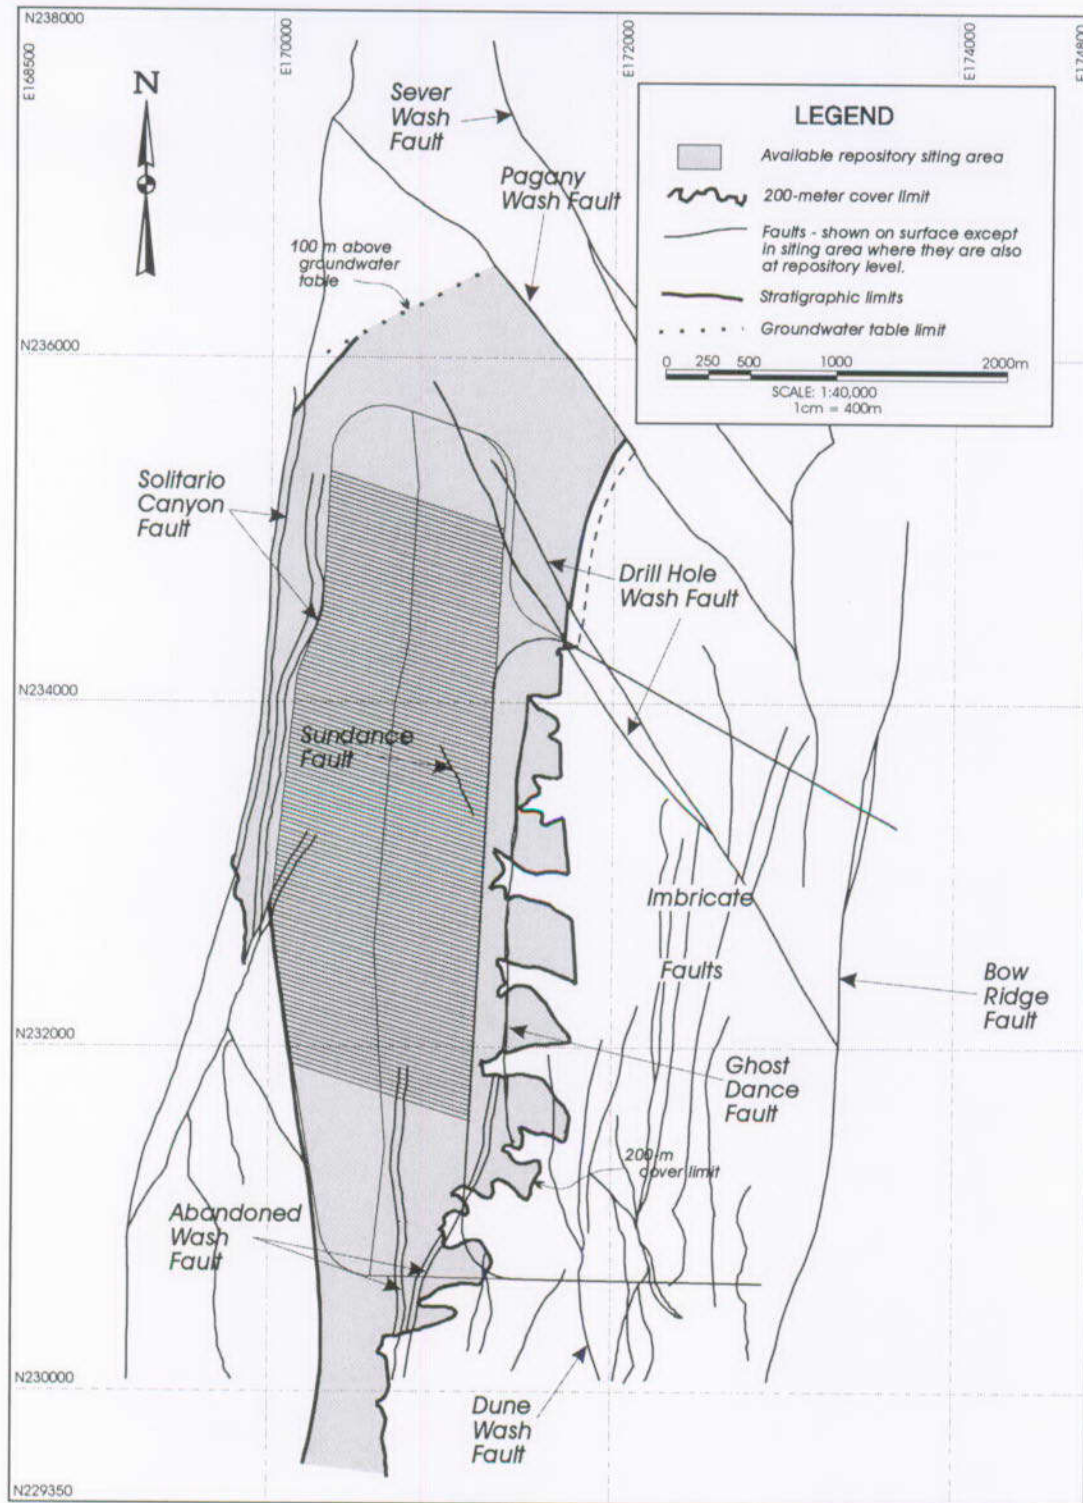 N238000
E168500
E170000
E172000
E174000
E174800
N
Sever
Wash
Fault
Pagany
Wash Fault
100 m above
groundwater
table
LEGEND
Available repository siting area
200-meter cover limit
Faults - shown on surface except
in siting area where they are also
at repository level.
Stratigraphic limits
Groundwater table limit
0 250 500 1000 2000m
SCALE: 1:40,000
1cm = 400m
N236000
Solitario
Canyon
Fault
Drill Hole
Wash Fault
N234000
Sundance
Fault
Imbricate
Faults
Bow
Ridge
Fault
N232000
Ghost
Dance
Fault
200-m
cover limit
Abandoned
Wash
Fault
N230000
Dune
Wash
Fault
N229350